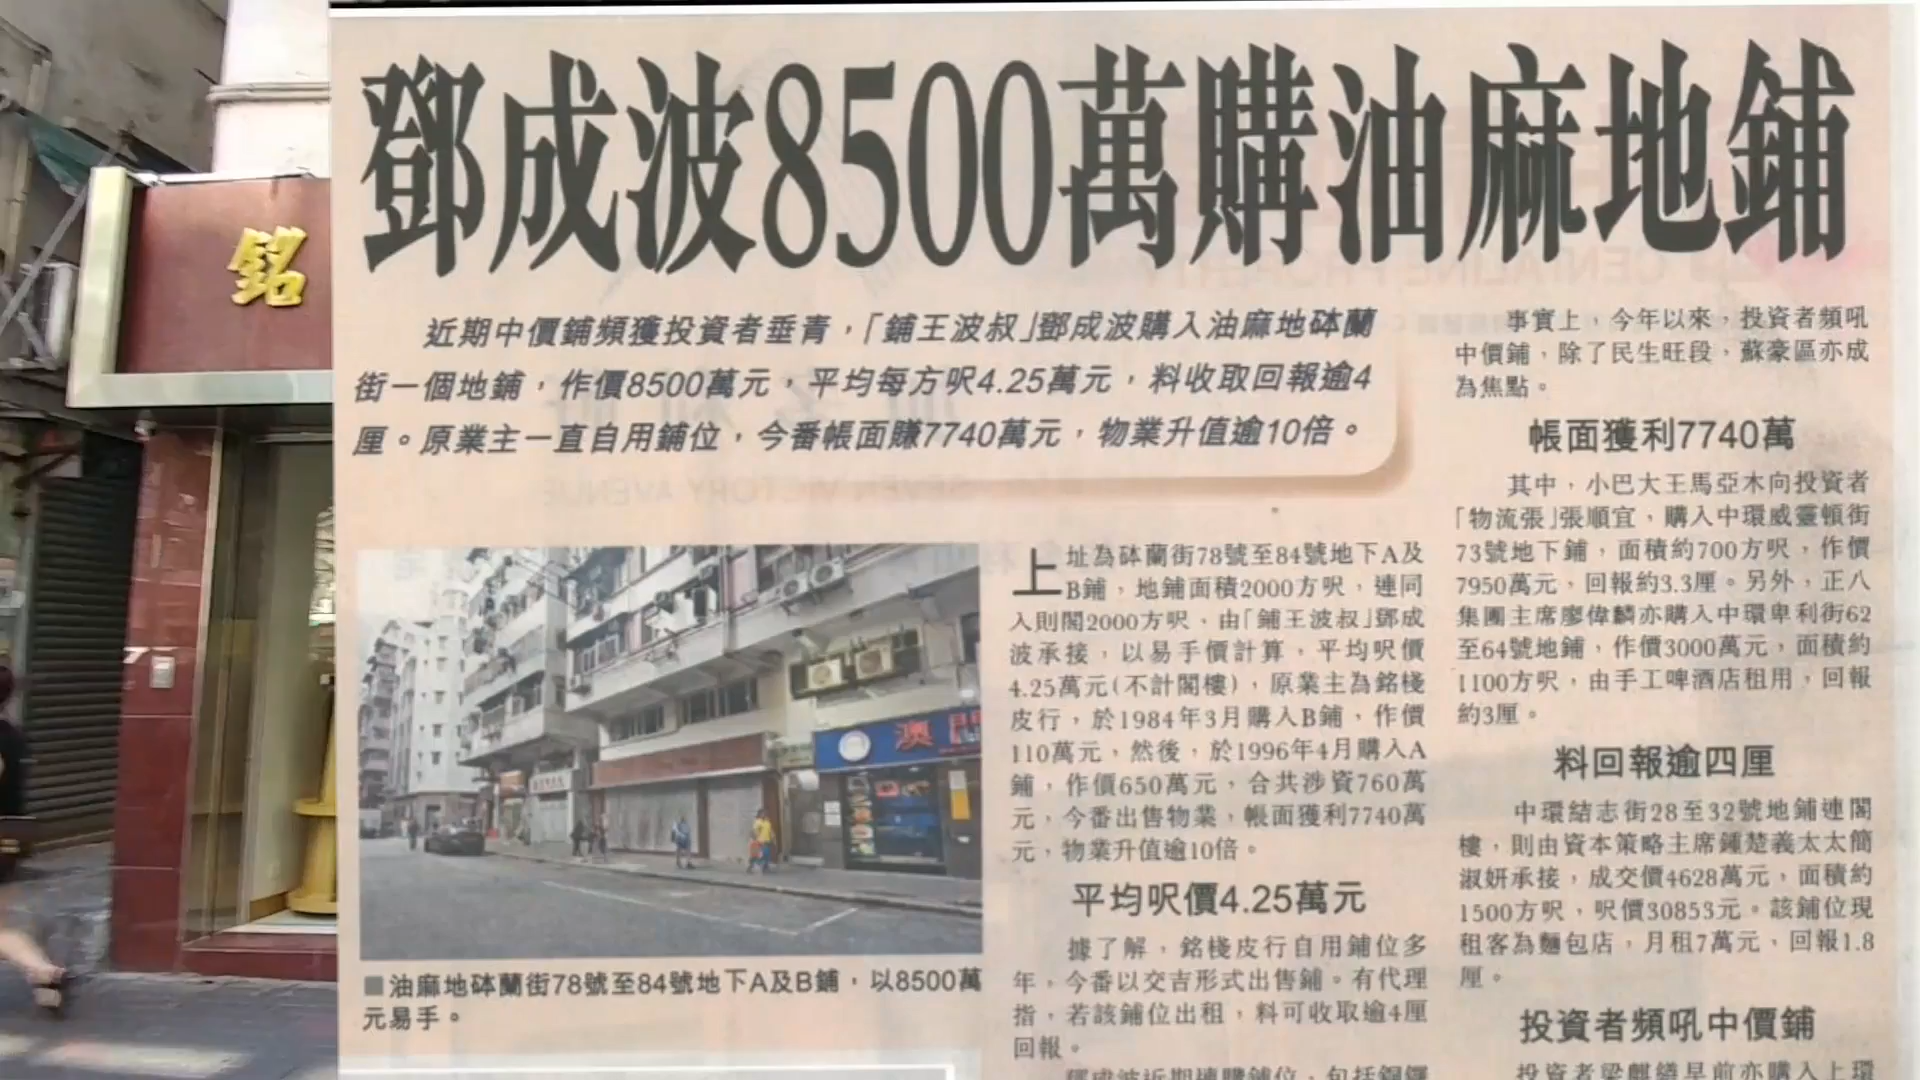 銘
鄧成波8500萬購油麻地鋪
近期中價鋪頻獲投資者垂青，「鋪王波叔」鄧成波購入油麻地砵蘭
街一個地鋪，作價8500萬元，平均每方呎4.25萬元，料收取回報逾4
厘。原業主一直自用鋪位，今番帳面賺7740萬元，物業升值逾10倍。
澳門
■油麻地砵蘭街78號至84號地下A及B鋪，以8500萬
元易手。
上址為砵蘭街78號至84號地下A及
B鋪，地鋪面積2000方呎，連同
入則閣2000方呎，由「鋪王波叔」鄧成
波承接，以易手價計算，平均呎價
4.25萬元(不計閣樓)，原業主為銘棧
皮行，於1984年3月購入B鋪，作價
110萬元，然後，於1996年4月購入A
鋪，作價650萬元，合共涉資760萬
元，今番出售物業，帳面獲利7740萬
元，物業升值逾10倍。
平均呎價4.25萬元
據了解，銘棧皮行自用鋪位多
年，今番以交吉形式出售鋪。有代理
指，若該鋪位出租，料可收取逾4厘
回報。
鄧成波近期連購鋪位，包括銅鑼
事實上，今年以來，投資者頻吼
中價鋪，除了民生旺段，蘇豪區亦成
為焦點。
帳面獲利7740萬
其中，小巴大王馬亞木向投資者
「物流張」張順宜，購入中環威靈頓街
73號地下鋪，面積約700方呎，作價
7950萬元，回報約3.3厘。另外，正八
集團主席廖偉麟亦購入中環卑利街62
至64號地鋪，作價3000萬元，面積約
1100方呎，由手工啤酒店租用，回報
約3厘。
料回報逾四厘
中環結志街28至32號地鋪連閣
樓，則由資本策略主席鍾楚義太太簡
淑妍承接，成交價4628萬元，面積約
1500方呎，呎價30853元。該鋪位現
租客為麵包店，月租7萬元，回報1.8
厘。
投資者頻吼中價鋪
投資者梁麒繕早前亦購入上環